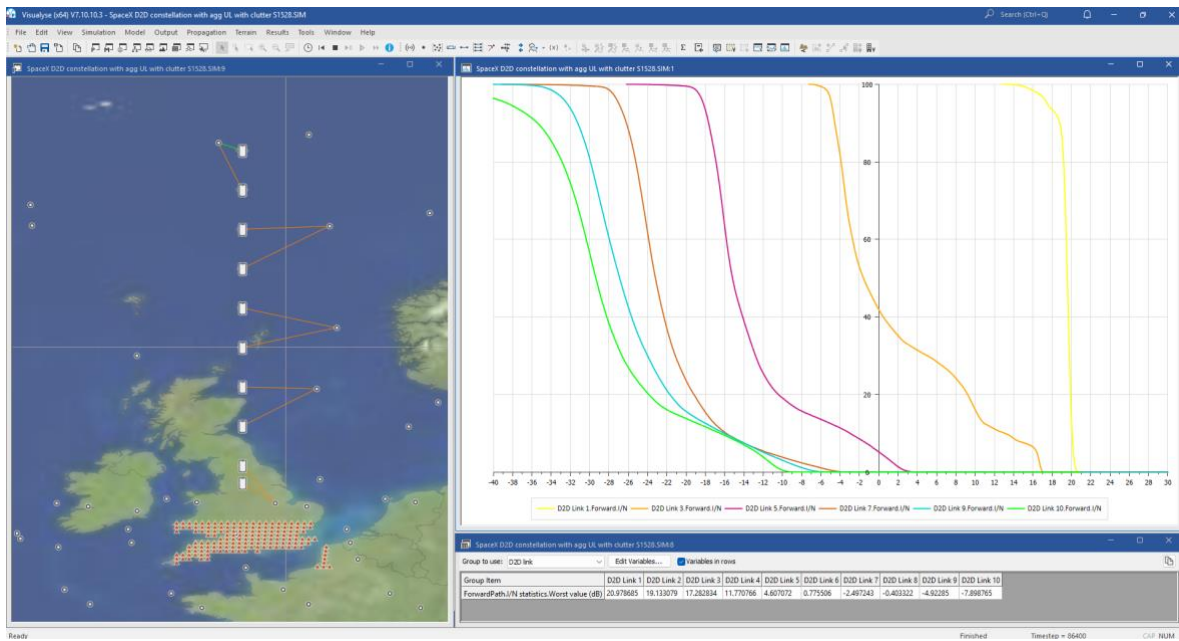 Visualyse (x64) V7.10.10.3 - SpaceX D2D constellation with agg UL with clutter S1528.SIM
Search (Ctrl+Q)
File Edit View Simulation Model Output Propagation Terrain Results Tools Window Help
SpaceX D2D constellation with agg UL with clutter S1528.SIM:9
SpaceX D2D constellation with agg UL with clutter S1528.SIM:1
100
80
60
40
20
0
-40 -38 -36 -34 -32 -30 -28 -26 -24 -22 -20 -18 -16 -14 -12 -10 -8 -6 -4 -2 0 2 4 6 8 10 12 14 16 18 20 22 24 26 28 30
D2D Link 1.Forward.I/N D2D Link 3.Forward.I/N D2D Link 5.Forward.I/N D2D Link 7.Forward.I/N D2D Link 9.Forward.I/N D2D Link 10.Forward.I/N
SpaceX D2D constellation with agg UL with clutter S1528.SIM:8
Group to use: D2D link Edit Variables... Variables in rows
Group Item D2D Link 1 D2D Link 2 D2D Link 3 D2D Link 4 D2D Link 5 D2D Link 6 D2D Link 7 D2D Link 8 D2D Link 9 D2D Link 10
ForwardPath.I/N statistics.Worst value (dB) 20.978685 19.133079 17.282834 11.770766 4.607072 0.775506 -2.497243 -0.403322 -4.92285 -7.898765
Ready Finished Timestep = 86400 CAP NUM